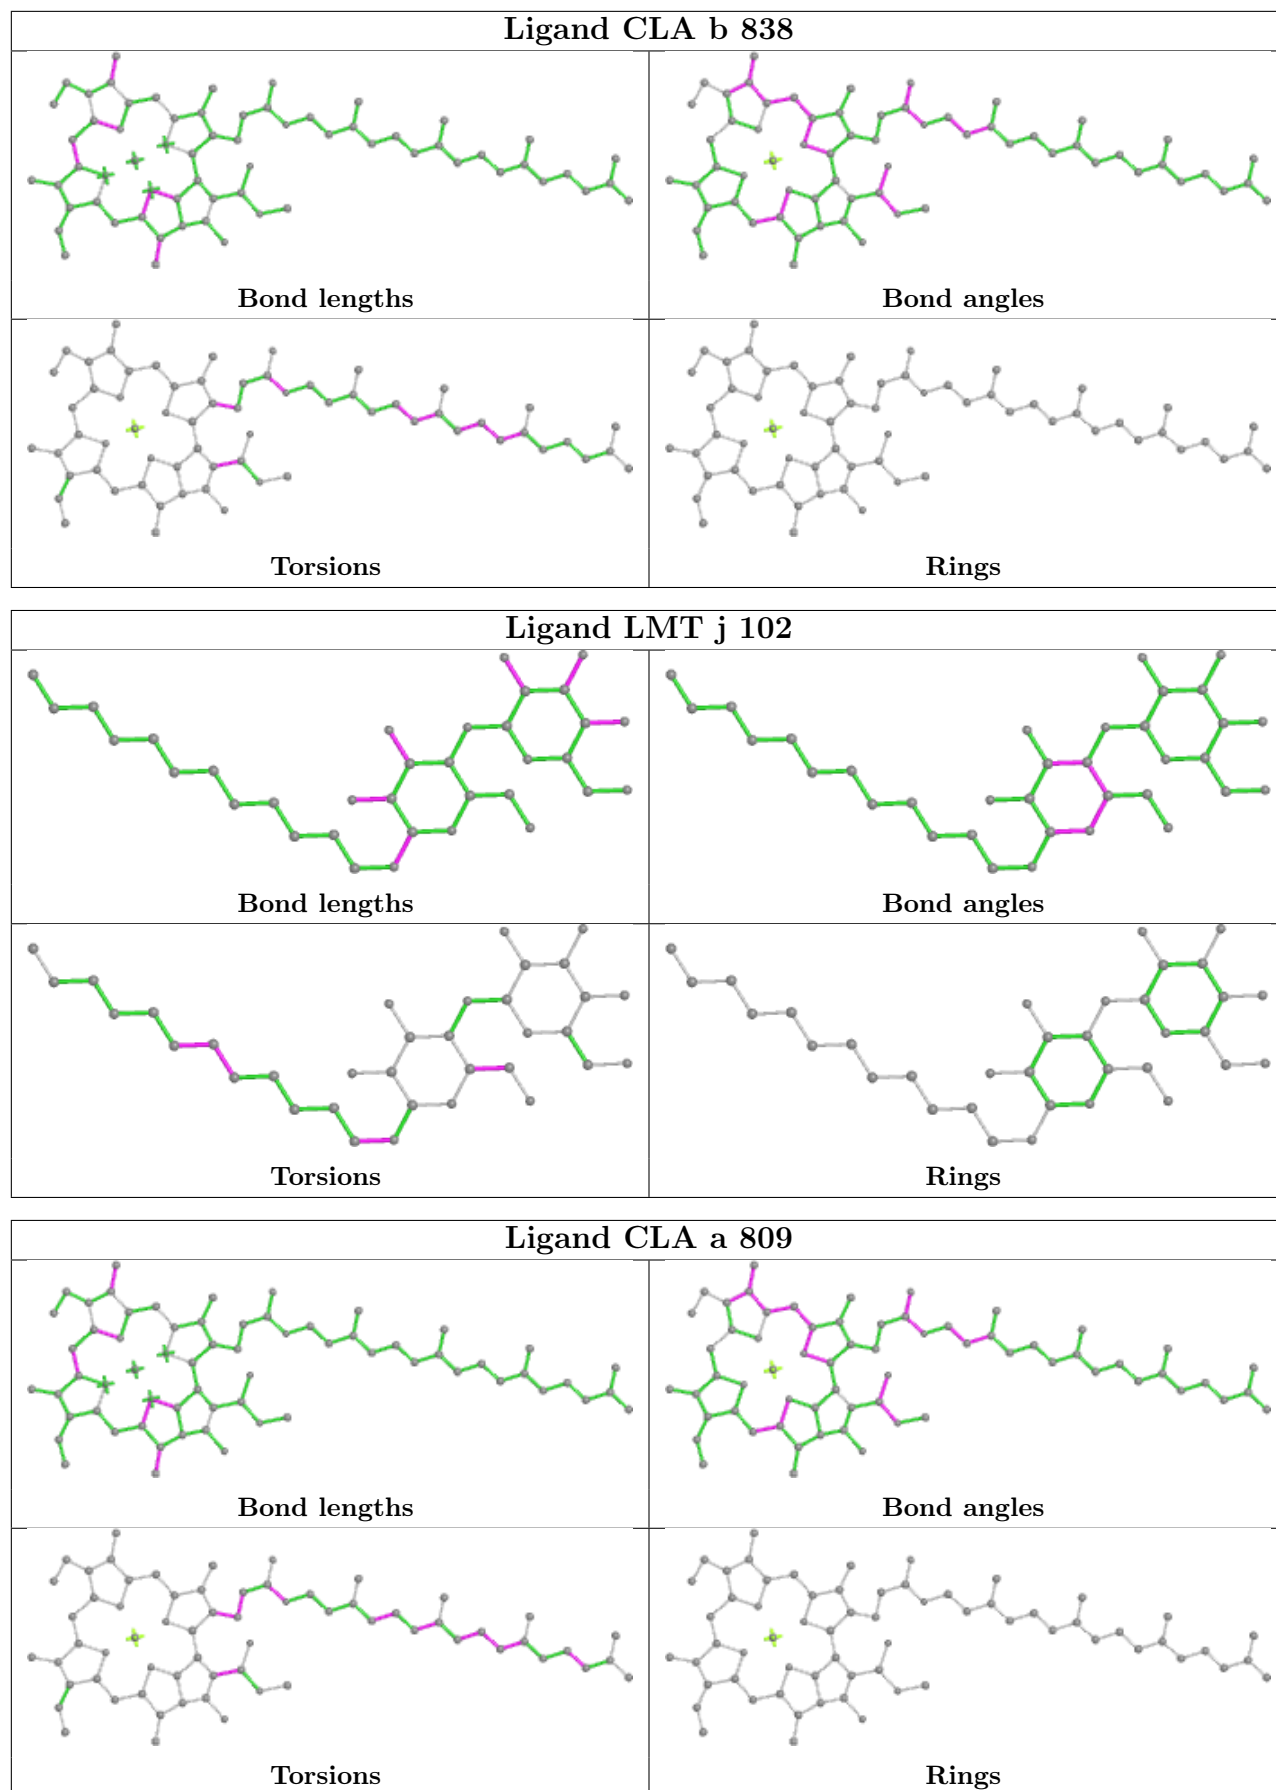 Ligand CLA b 838
Bond lengths
Bond angles
Torsions
Rings
Ligand LMT j 102
Bond lengths
Bond angles
Torsions
Rings
Ligand CLA a 809
Bond lengths
Bond angles
Torsions
Rings